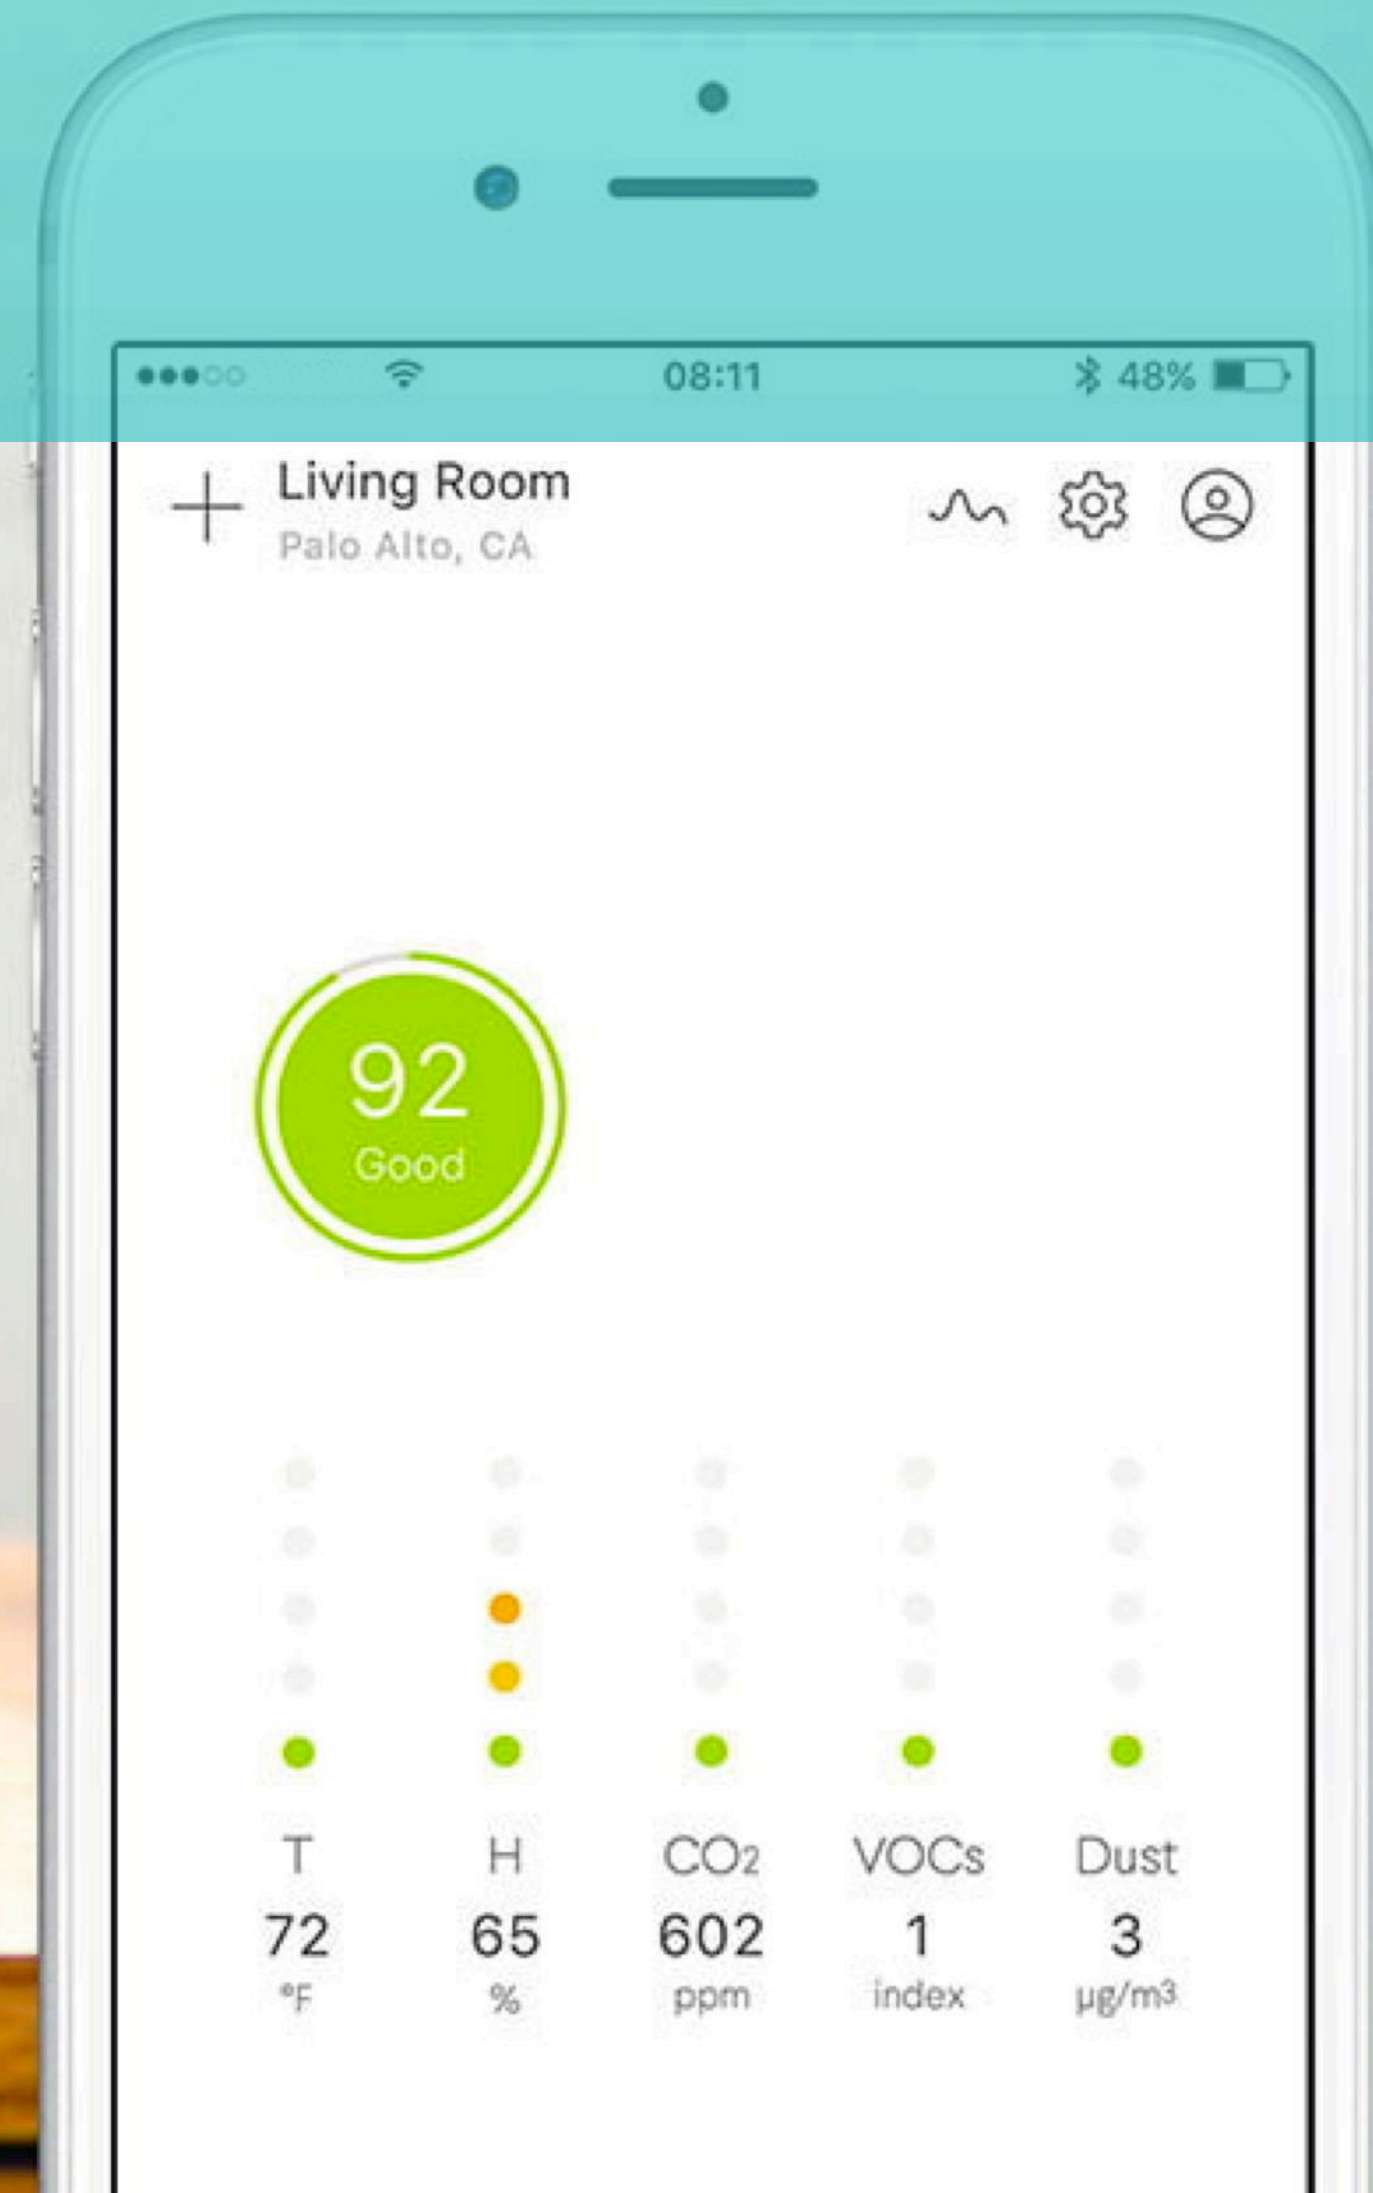 08:11
48%
Living Room
Palo Alto, CA
92
Good
T H CO2 VOCs Dust
72 65 602 1 3
°F % ppm index µg/m³